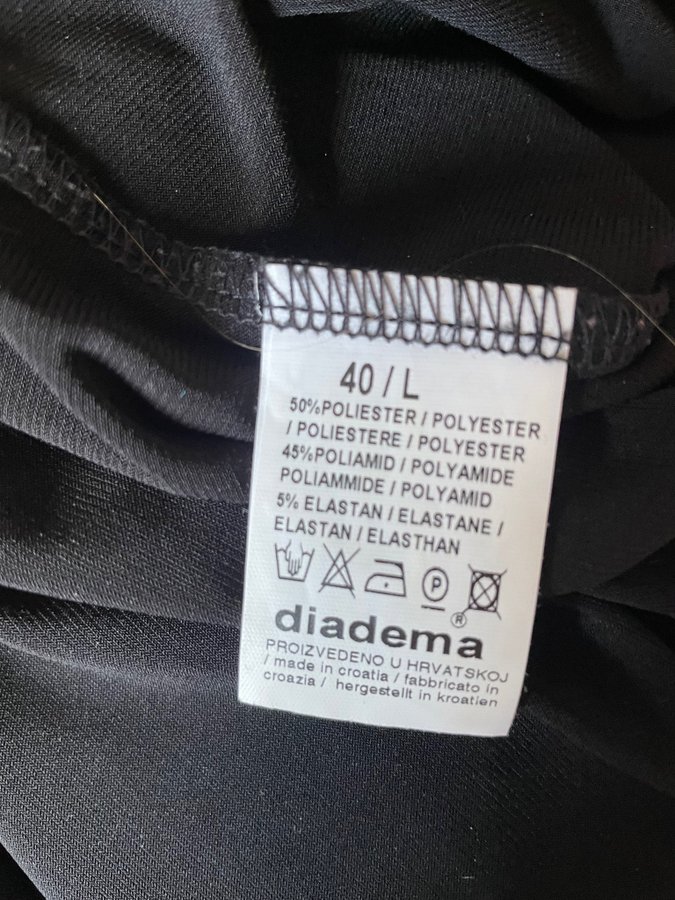 40 / L
50%POLIESTER / POLYESTER
/ POLIESTERE / POLYESTER
45%POLIAMID / POLYAMIDE
POLIAMMIDE / POLYAMID
5% ELASTAN / ELASTANE /
ELASTAN / ELASTHAN
P
diadema®
PROIZVEDENO U HRVATSKOJ
/ made in croatia / fabbricato in
croazia / hergestellt in kroatien